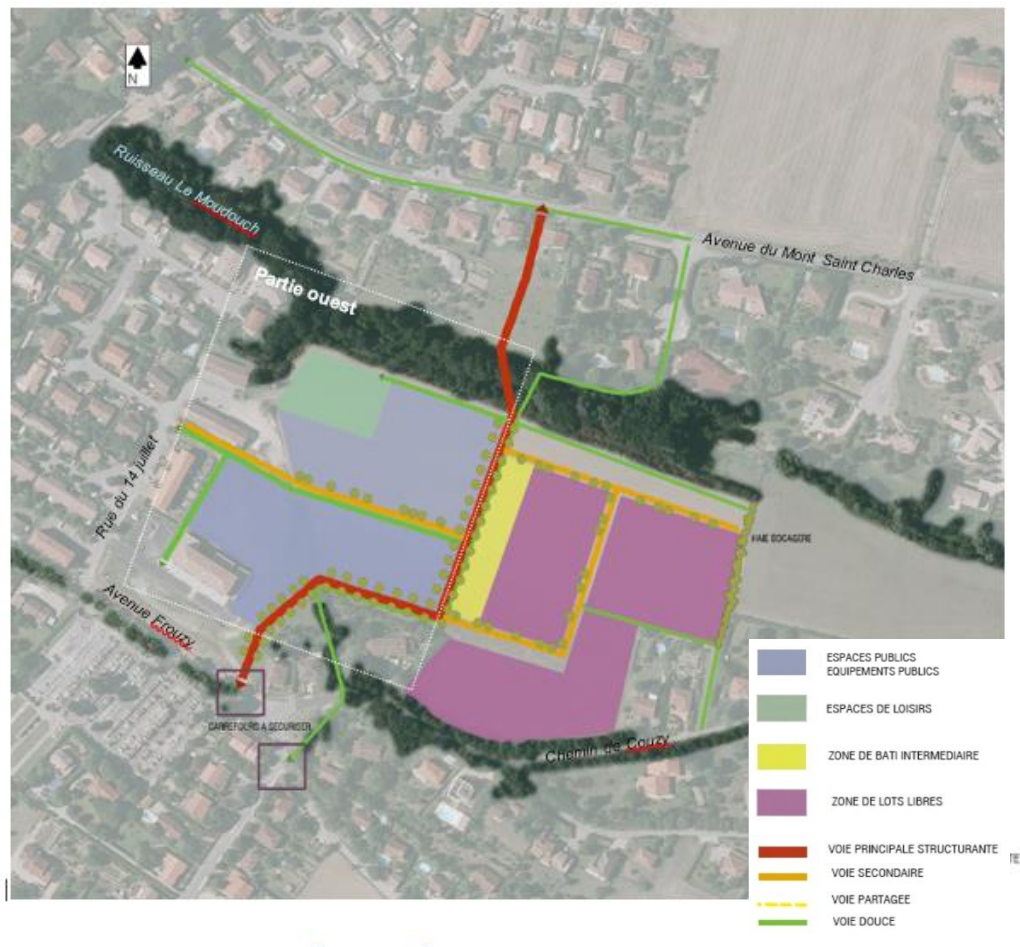 N
Ruisseau Le Moudouch
Partie ouest
Avenue du Mont Saint Charles
Rue du 14 juillet
HAIE BOCAGERE
Avenue Frouzy
CARREFOURS A SECURISER
Chemin de Couzy
ESPACES PUBLICS
EQUIPEMENTS PUBLICS
ESPACES DE LOISIRS
ZONE DE BATI INTERMEDIAIRE
ZONE DE LOTS LIBRES
VOIE PRINCIPALE STRUCTURANTE
VOIE SECONDAIRE
VOIE PARTAGEE
VOIE DOUCE